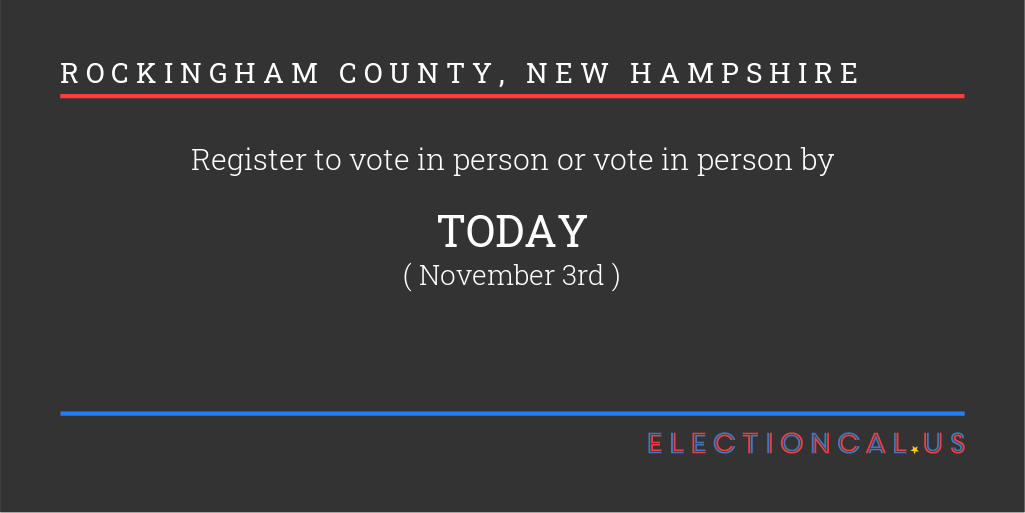 ROCKINGHAM COUNTY, NEW HAMPSHIRE
Register to vote in person or vote in person by
TODAY
( November 3rd )
ELECTIONCAL.US